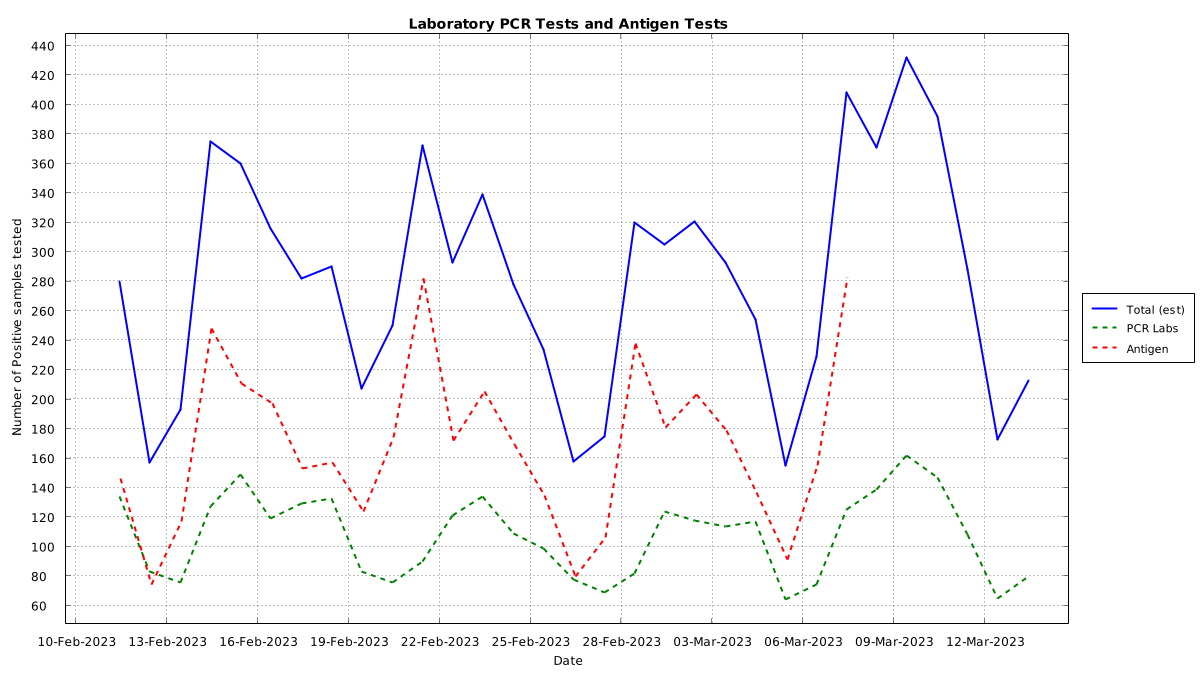 Laboratory PCR Tests and Antigen Tests
440
420
400
380
360
340
320
300
280
260
240
220
200
180
160
140
120
100
80
60
Number of Positive samples tested
10-Feb-2023 13-Feb-2023 16-Feb-2023 19-Feb-2023 22-Feb-2023 25-Feb-2023 28-Feb-2023 03-Mar-2023 06-Mar-2023 09-Mar-2023 12-Mar-2023
Date
Total (est)
PCR Labs
Antigen